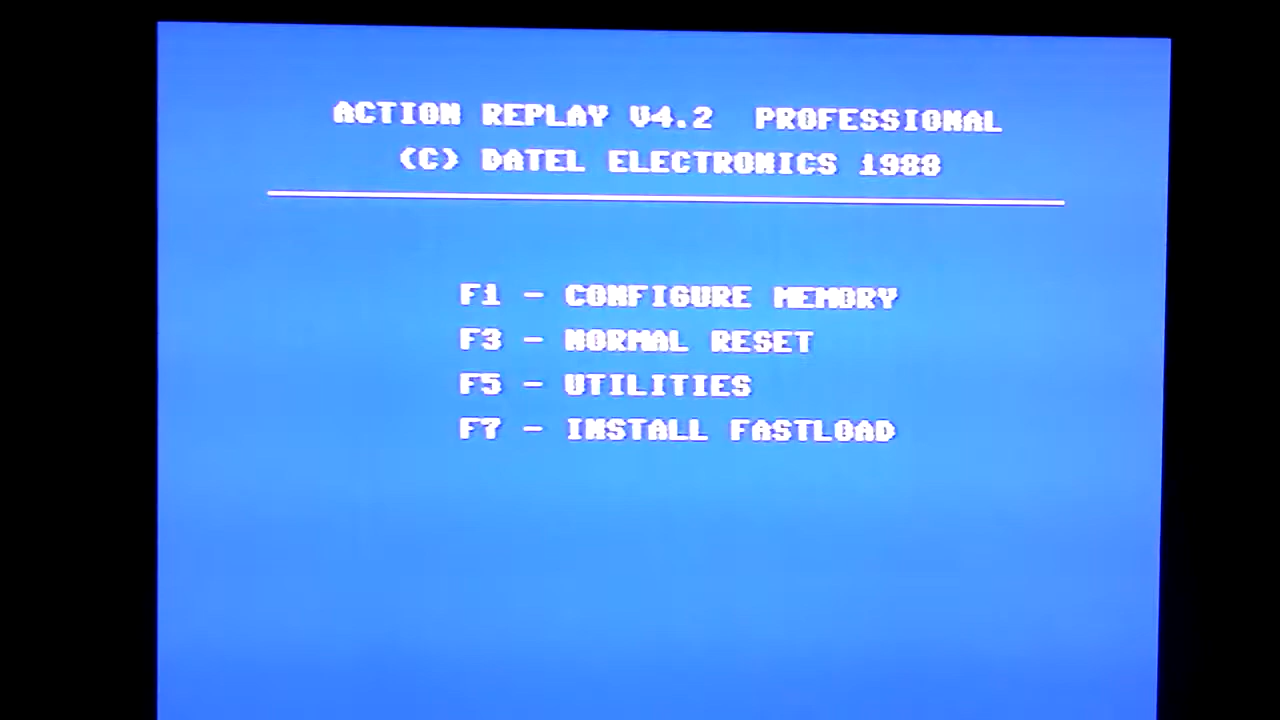 ACTION REPLAY V4.2 PROFESSIONAL
(C) DATEL ELECTRONICS 1988
F1 - CONFIGURE MEMORY
F3 - NORMAL RESET
F5 - UTILITIES
F7 - INSTALL FASTLOAD